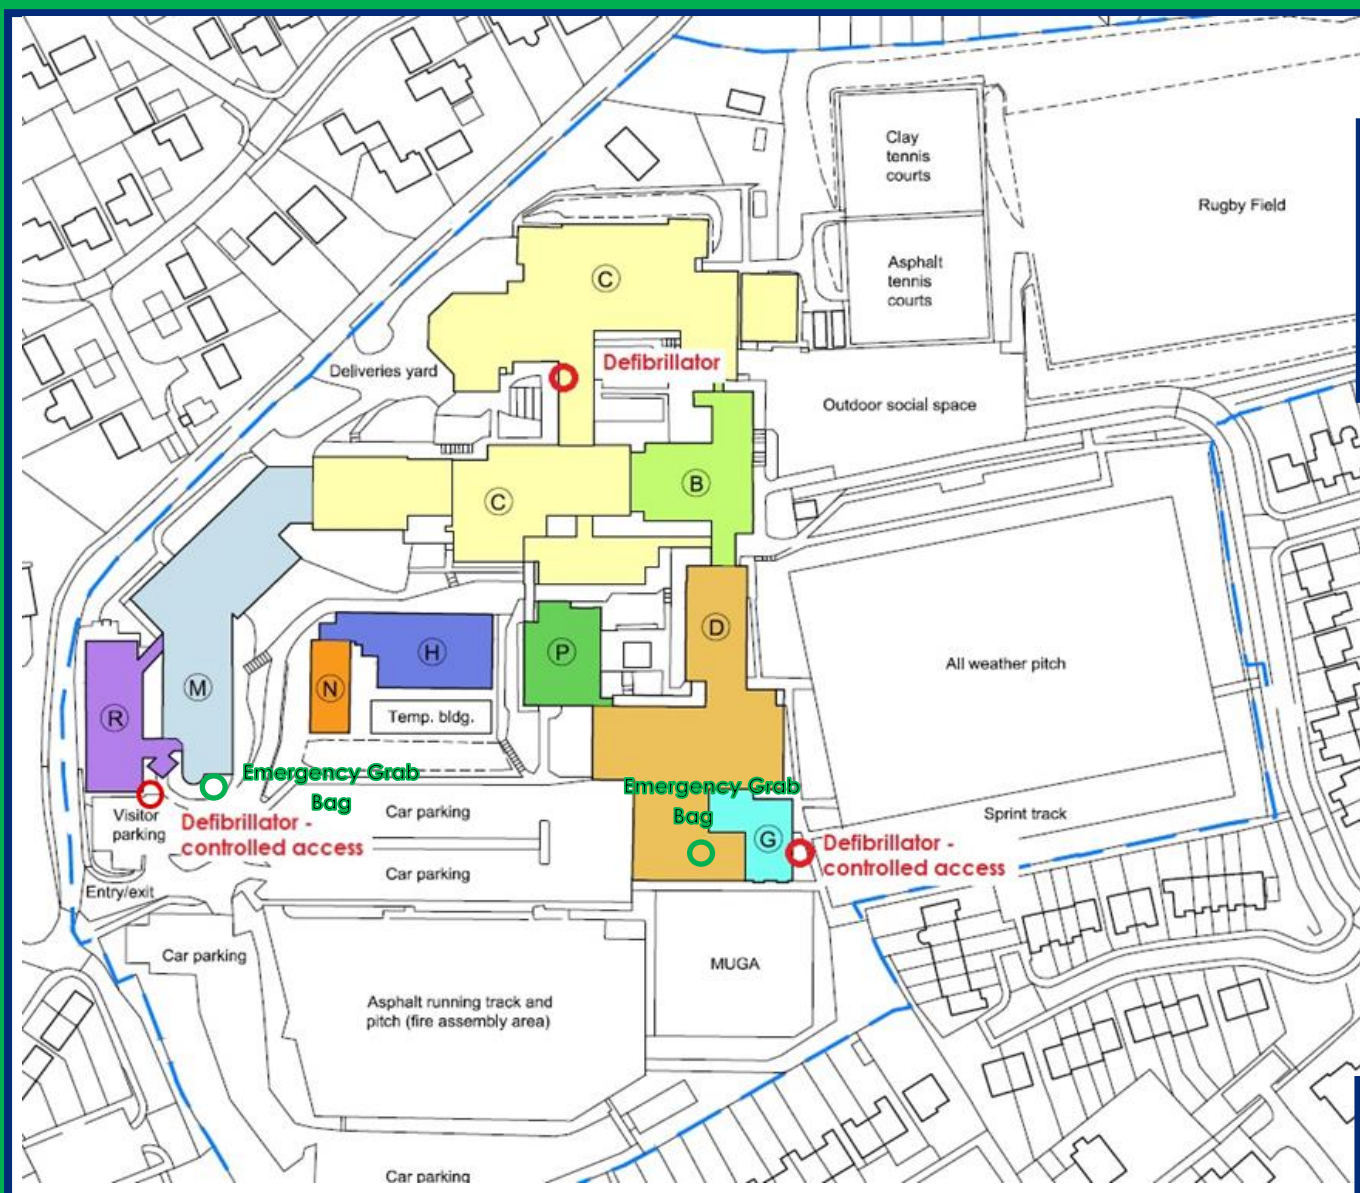 Clay
tennis
courts
Rugby Field
C
Asphalt
tennis
courts
Defibrillator
Deliveries yard
Outdoor social space
B
C
D
H
P
All weather pitch
M
N
R
Temp. bldg.
Emergency Grab
Bag
Emergency Grab
Bag
Visitor
parking
Car parking
Sprint track
Defibrillator -
controlled access
G
Defibrillator -
controlled access
Car parking
Entry/exit
Car parking
MUGA
Asphalt running track and
pitch (fire assembly area)
Car parking